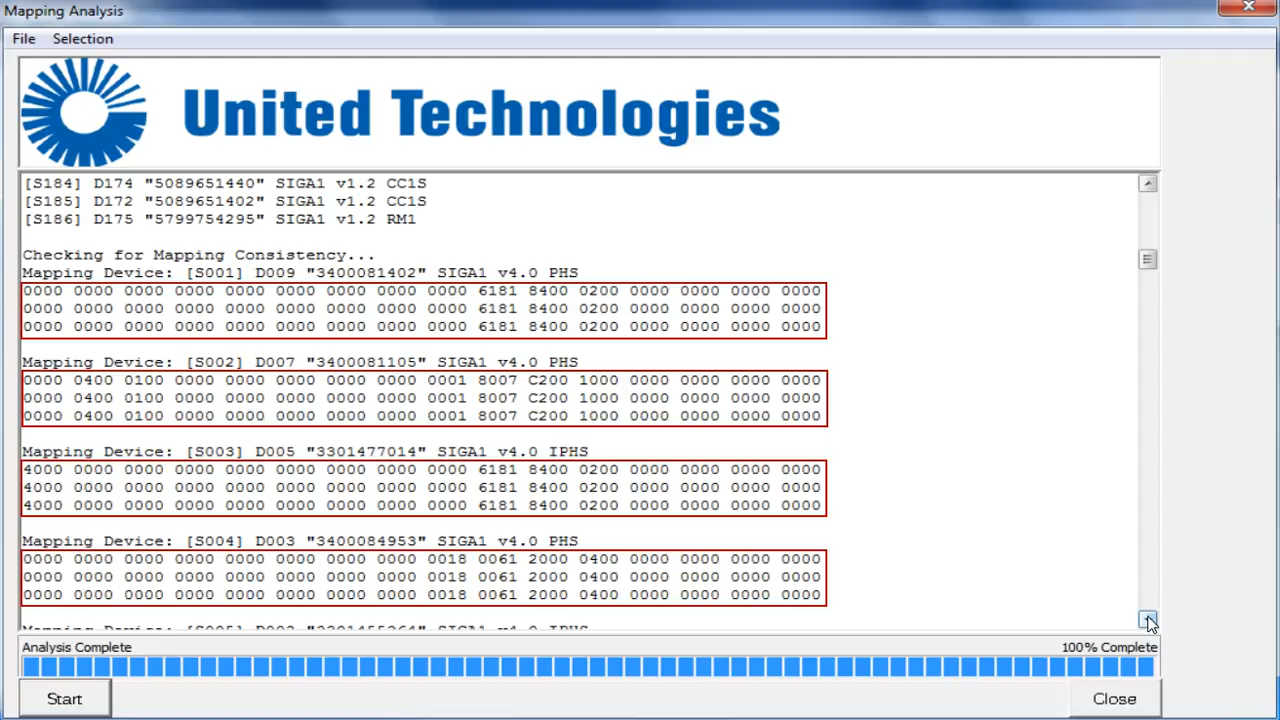 Mapping Analysis
File Selection
United Technologies
[S184] D174 "5089651440" SIGA1 v1.2 CC1S
[S185] D172 "5089651402" SIGA1 v1.2 CC1S
[S186] D175 "5799754295" SIGA1 v1.2 RM1
Checking for Mapping Consistency...
Mapping Device: [S001] D009 "3400081402" SIGA1 v4.0 PHS
0000 0000 0000 0000 0000 0000 0000 0000 0000 6181 8400 0200 0000 0000 0000 0000
0000 0000 0000 0000 0000 0000 0000 0000 0000 6181 8400 0200 0000 0000 0000 0000
0000 0000 0000 0000 0000 0000 0000 0000 0000 6181 8400 0200 0000 0000 0000 0000
Mapping Device: [S002] D007 "3400081105" SIGA1 v4.0 PHS
0000 0400 0100 0000 0000 0000 0000 0000 0001 8007 C200 1000 0000 0000 0000 0000
0000 0400 0100 0000 0000 0000 0000 0000 0001 8007 C200 1000 0000 0000 0000 0000
0000 0400 0100 0000 0000 0000 0000 0000 0001 8007 C200 1000 0000 0000 0000 0000
Mapping Device: [S003] D005 "3301477014" SIGA1 v4.0 IPHS
4000 0000 0000 0000 0000 0000 0000 0000 0000 6181 8400 0200 0000 0000 0000 0000
4000 0000 0000 0000 0000 0000 0000 0000 0000 6181 8400 0200 0000 0000 0000 0000
4000 0000 0000 0000 0000 0000 0000 0000 0000 6181 8400 0200 0000 0000 0000 0000
Mapping Device: [S004] D003 "3400084953" SIGA1 v4.0 PHS
0000 0000 0000 0000 0000 0000 0000 0000 0018 0061 2000 0400 0000 0000 0000 0000
0000 0000 0000 0000 0000 0000 0000 0000 0018 0061 2000 0400 0000 0000 0000 0000
0000 0000 0000 0000 0000 0000 0000 0000 0018 0061 2000 0400 0000 0000 0000 0000
Mapping Device: SIGA1 v4.0 IPHS
Analysis Complete 100% Complete
Start Close